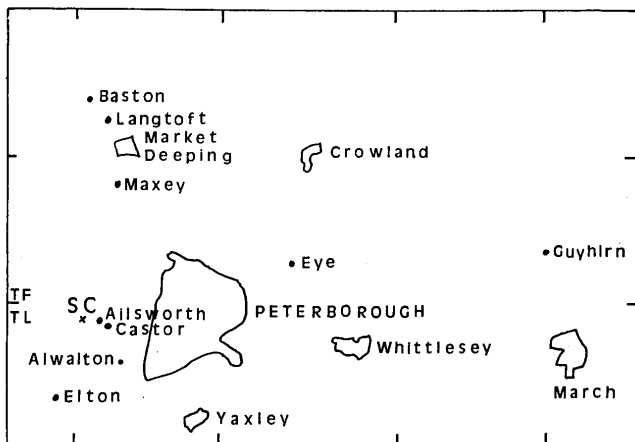 Baston
Langtoft
Market
Deeping
Crowland
Maxey
Eye
Guyhirn
TF
TL
SC
Ailsworth
Castor
PETERBOROUGH
Alwalton
Whittlesey
Elton
March
Yaxley